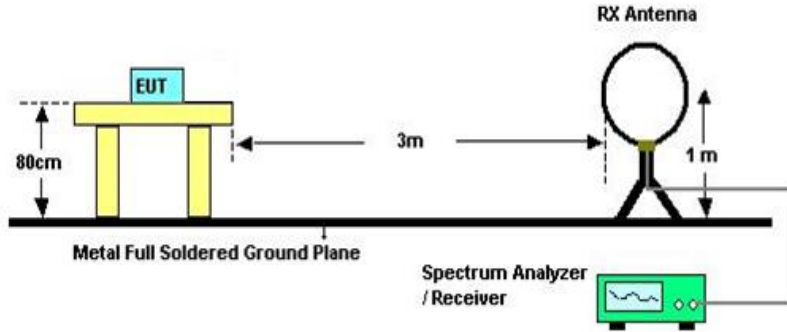 RX Antenna
EUT
3m
80cm
1 m
Metal Full Soldered Ground Plane
Spectrum Analyzer
/ Receiver